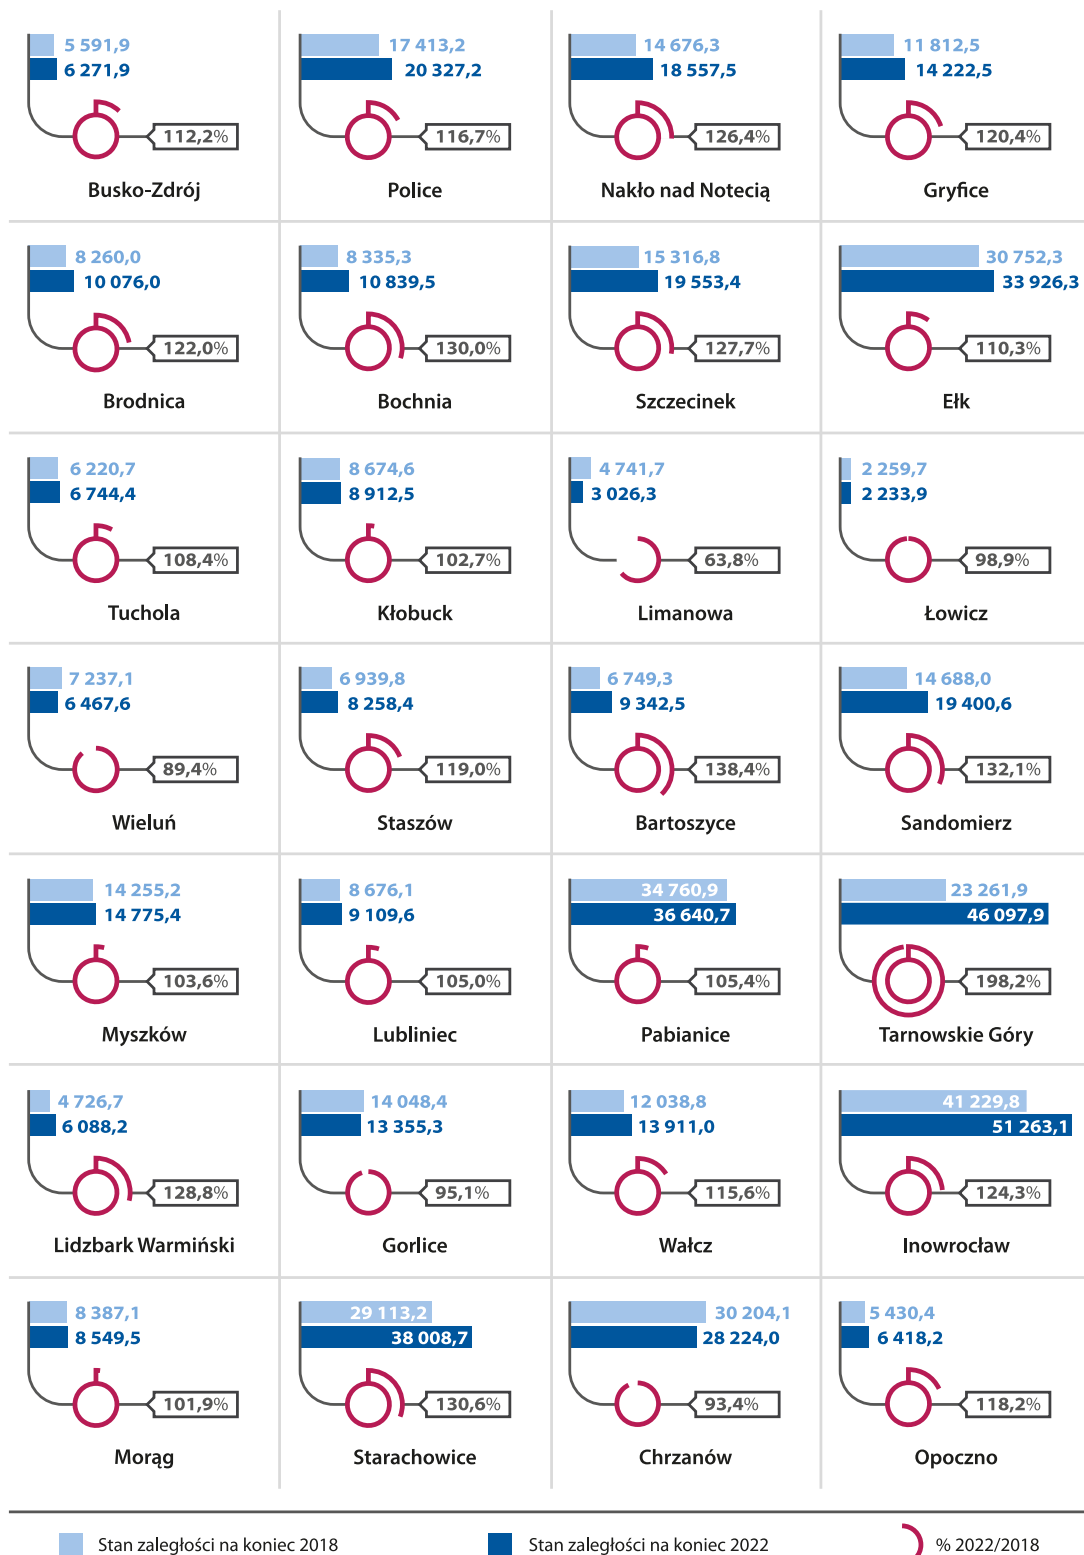 5 591,9
6 271,9
112,2%
Busko-Zdrój
17 413,2
20 327,2
116,7%
Police
14 676,3
18 557,5
126,4%
Nakło nad Notecią
11 812,5
14 222,5
120,4%
Gryfice
8 260,0
10 076,0
122,0%
Brodnica
8 335,3
10 839,5
130,0%
Bochnia
15 316,8
19 553,4
127,7%
Szczecinek
30 752,3
33 926,3
110,3%
Ełk
6 220,7
6 744,4
108,4%
Tuchola
8 674,6
8 912,5
102,7%
Kłobuck
4 741,7
3 026,3
63,8%
Limanowa
2 259,7
2 233,9
98,9%
Łowicz
7 237,1
6 467,6
89,4%
Wieluń
6 939,8
8 258,4
119,0%
Staszów
6 749,3
9 342,5
138,4%
Bartoszyce
14 688,0
19 400,6
132,1%
Sandomierz
14 255,2
14 775,4
103,6%
Myszków
8 676,1
9 109,6
105,0%
Lubliniec
34 760,9
36 640,7
105,4%
Pabianice
23 261,9
46 097,9
198,2%
Tarnowskie Góry
4 726,7
6 088,2
128,8%
Lidzbark Warmiński
14 048,4
13 355,3
95,1%
Gorlice
12 038,8
13 911,0
115,6%
Wałcz
41 229,8
51 263,1
124,3%
Inowrocław
8 387,1
8 549,5
101,9%
Morąg
29 113,2
38 008,7
130,6%
Starachowice
30 204,1
28 224,0
93,4%
Chrzanów
5 430,4
6 418,2
118,2%
Opoczno
Stan zaległości na koniec 2018
Stan zaległości na koniec 2022
% 2022/2018